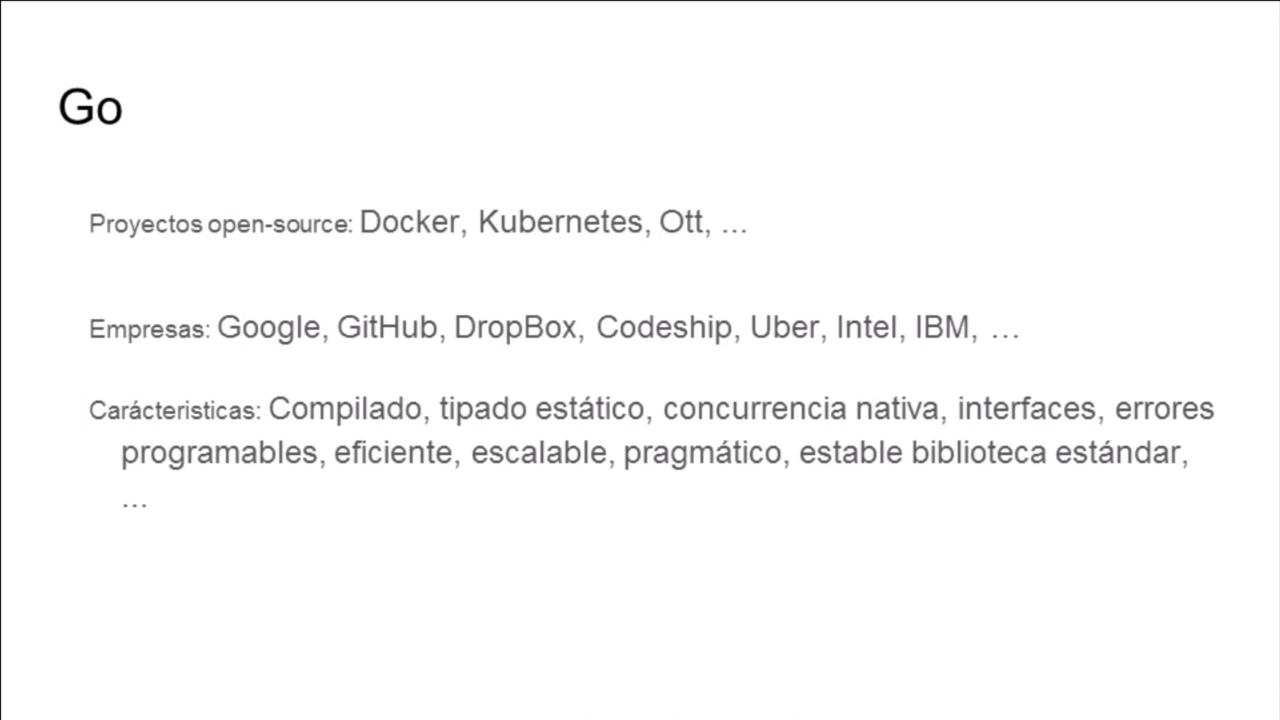 Go
Proyectos open-source: Docker, Kubernetes, Ott, ...
Empresas: Google, GitHub, DropBox, Codeship, Uber, Intel, IBM, ...
Carácteristicas: Compilado, tipado estático, concurrencia nativa, interfaces, errores
programables, eficiente, escalable, pragmático, estable biblioteca estándar,
...